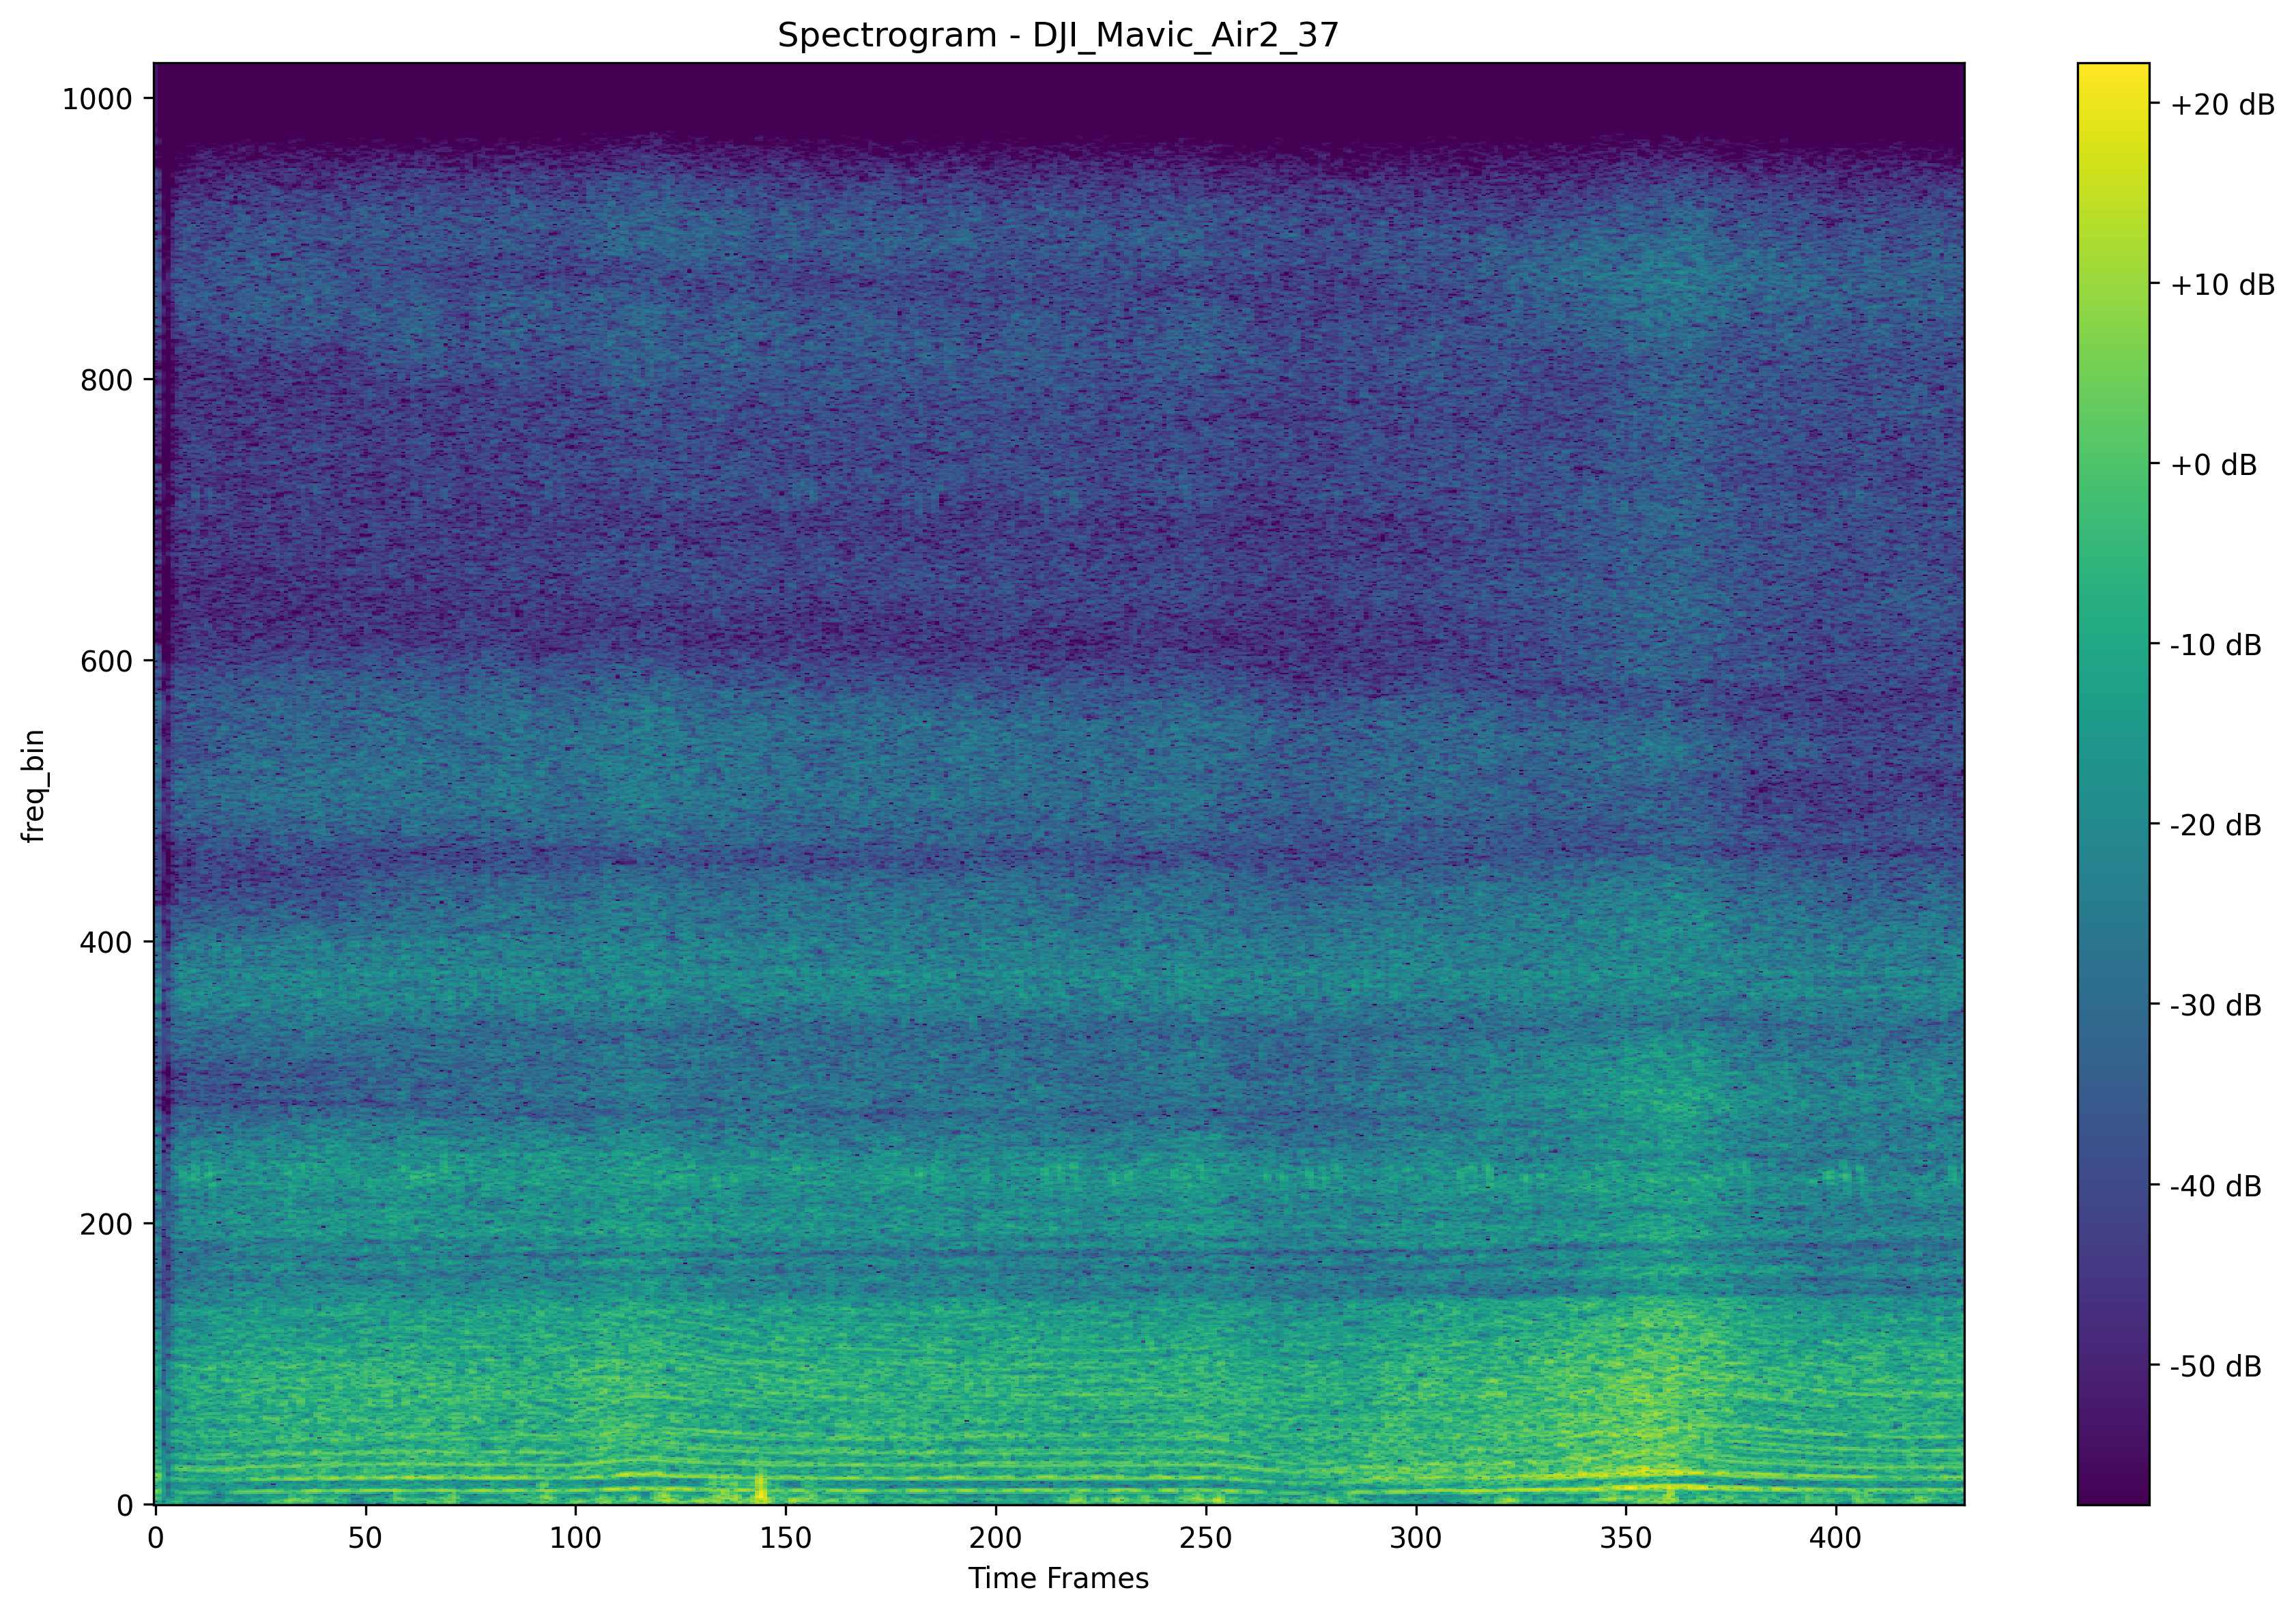 Spectrogram - DJI_Mavic_Air2_37
1000
800
600
400
200
0
freq_bin
0 50 100 150 200 250 300 350 400
Time Frames
+20 dB
+10 dB
+0 dB
-10 dB
-20 dB
-30 dB
-40 dB
-50 dB